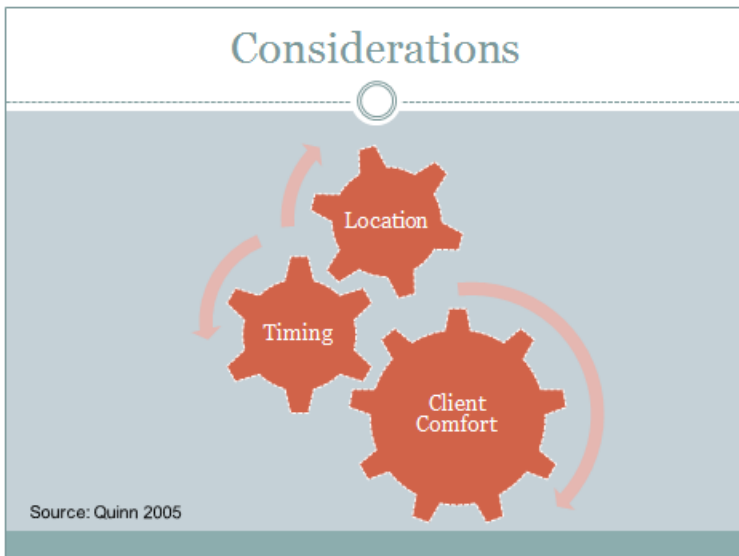 Considerations
Location
Timing
Client
Comfort
Source: Quinn 2005